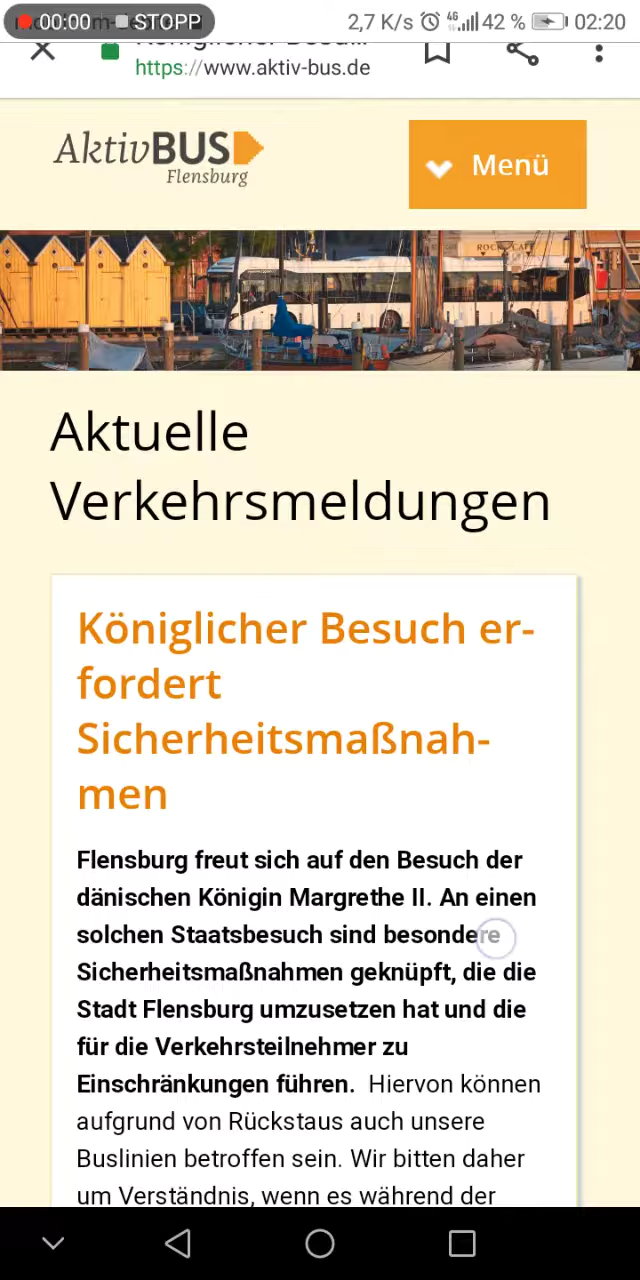 00:00 STOPP 2,7 K/s 4G 42 % 02:20
https://www.aktiv-bus.de
AktivBUS
Flensburg
Menü
Aktuelle
Verkehrsmeldungen
Königlicher Besuch er-
fordert
Sicherheitsmaßnah-
men
Flensburg freut sich auf den Besuch der
dänischen Königin Margrethe II. An einen
solchen Staatsbesuch sind besondere
Sicherheitsmaßnahmen geknüpft, die die
Stadt Flensburg umzusetzen hat und die
für die Verkehrsteilnehmer zu
Einschränkungen führen. Hiervon können
aufgrund von Rückstaus auch unsere
Buslinien betroffen sein. Wir bitten daher
um Verständnis, wenn es während der